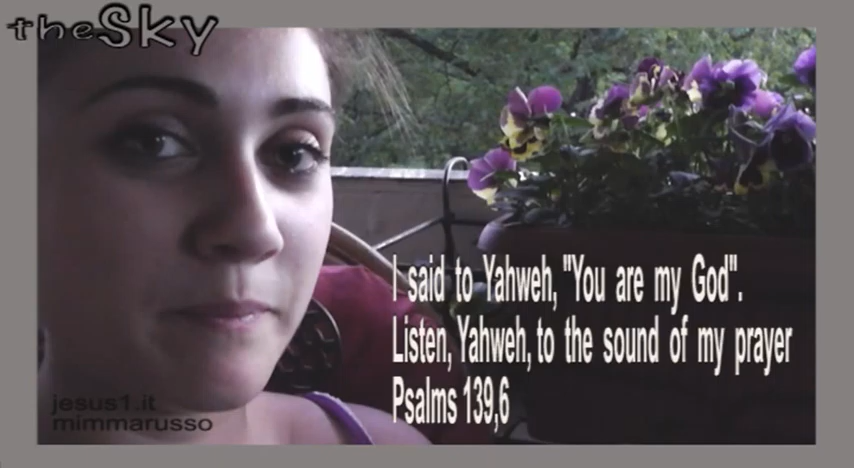 theSky
I said to Yahweh, "You are my God".
Listen, Yahweh, to the sound of my prayer
Psalms 139,6
jesus1.it
mimmarusso